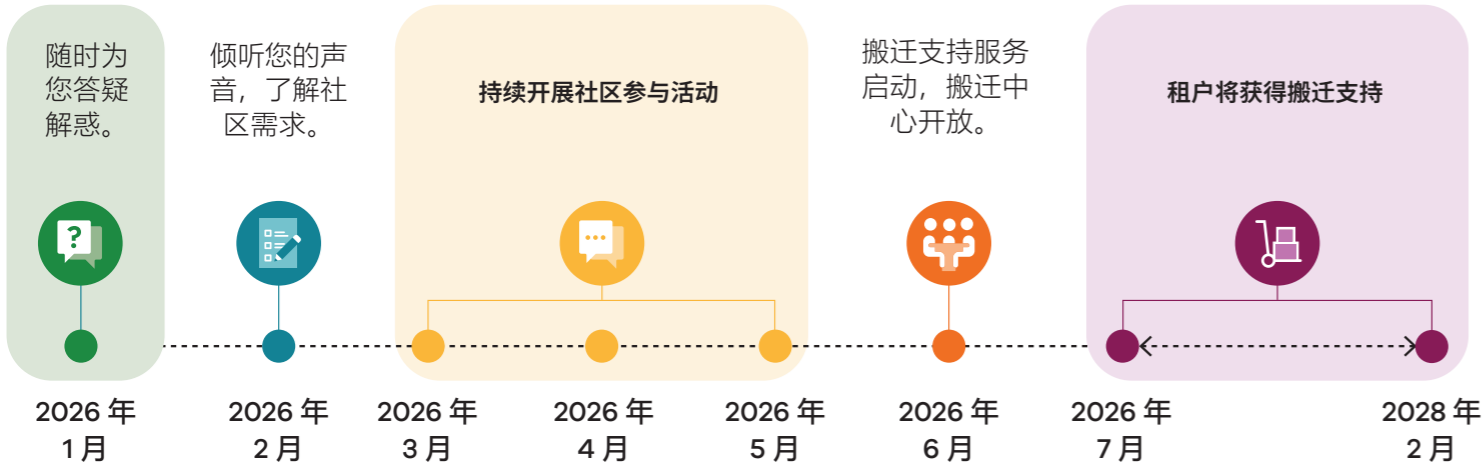 随时为
您答疑
解惑。
倾听您的声
音，了解社
区需求。
持续开展社区参与活动
搬迁支持服务
启动，搬迁中
心开放。
租户将获得搬迁支持
?
2026 年
1 月
2026 年
2 月
2026 年
3 月
2026 年
4 月
2026 年
5 月
2026 年
6 月
2026 年
7 月
2028 年
2 月